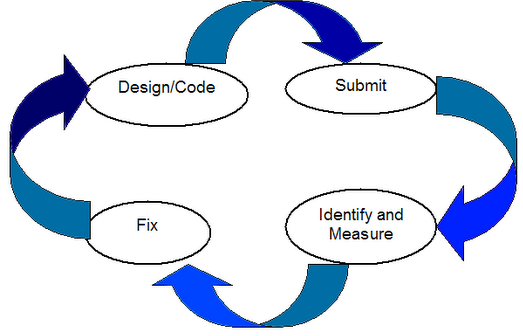 Design/Code
Submit
Identify and
Measure
Fix